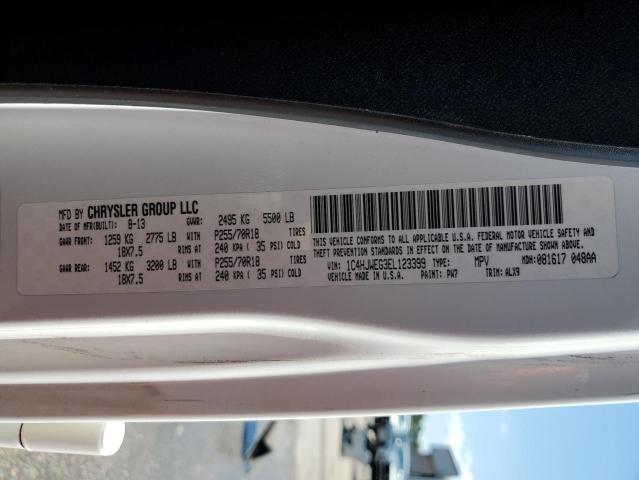 MFD BY CHRYSLER GROUP LLC
DATE OF MFR(BUILT): 8-13 GVWR: 2495 KG 5500 LB
GAWR FRONT: 1259 KG 2775 LB WITH P255/70R18 TIRES
18X7.5 RIMS AT 240 KPA ( 35 PSI) COLD
GAWR REAR: 1452 KG 3200 LB WITH P255/70R18 TIRES
18X7.5 RIMS AT 240 KPA ( 35 PSI) COLD
THIS VEHICLE CONFORMS TO ALL APPLICABLE U.S.A. FEDERAL MOTOR VEHICLE SAFETY AND
THEFT PREVENTION STANDARDS IN EFFECT ON THE DATE OF MANUFACTURE SHOWN ABOVE.
VIN: 1C4HJWEG3EL123399 TYPE: MPV MDH: 081617 048AA
VEHICLE MADE IN U.S.A. PAINT: PW7 TRIM: ALX9